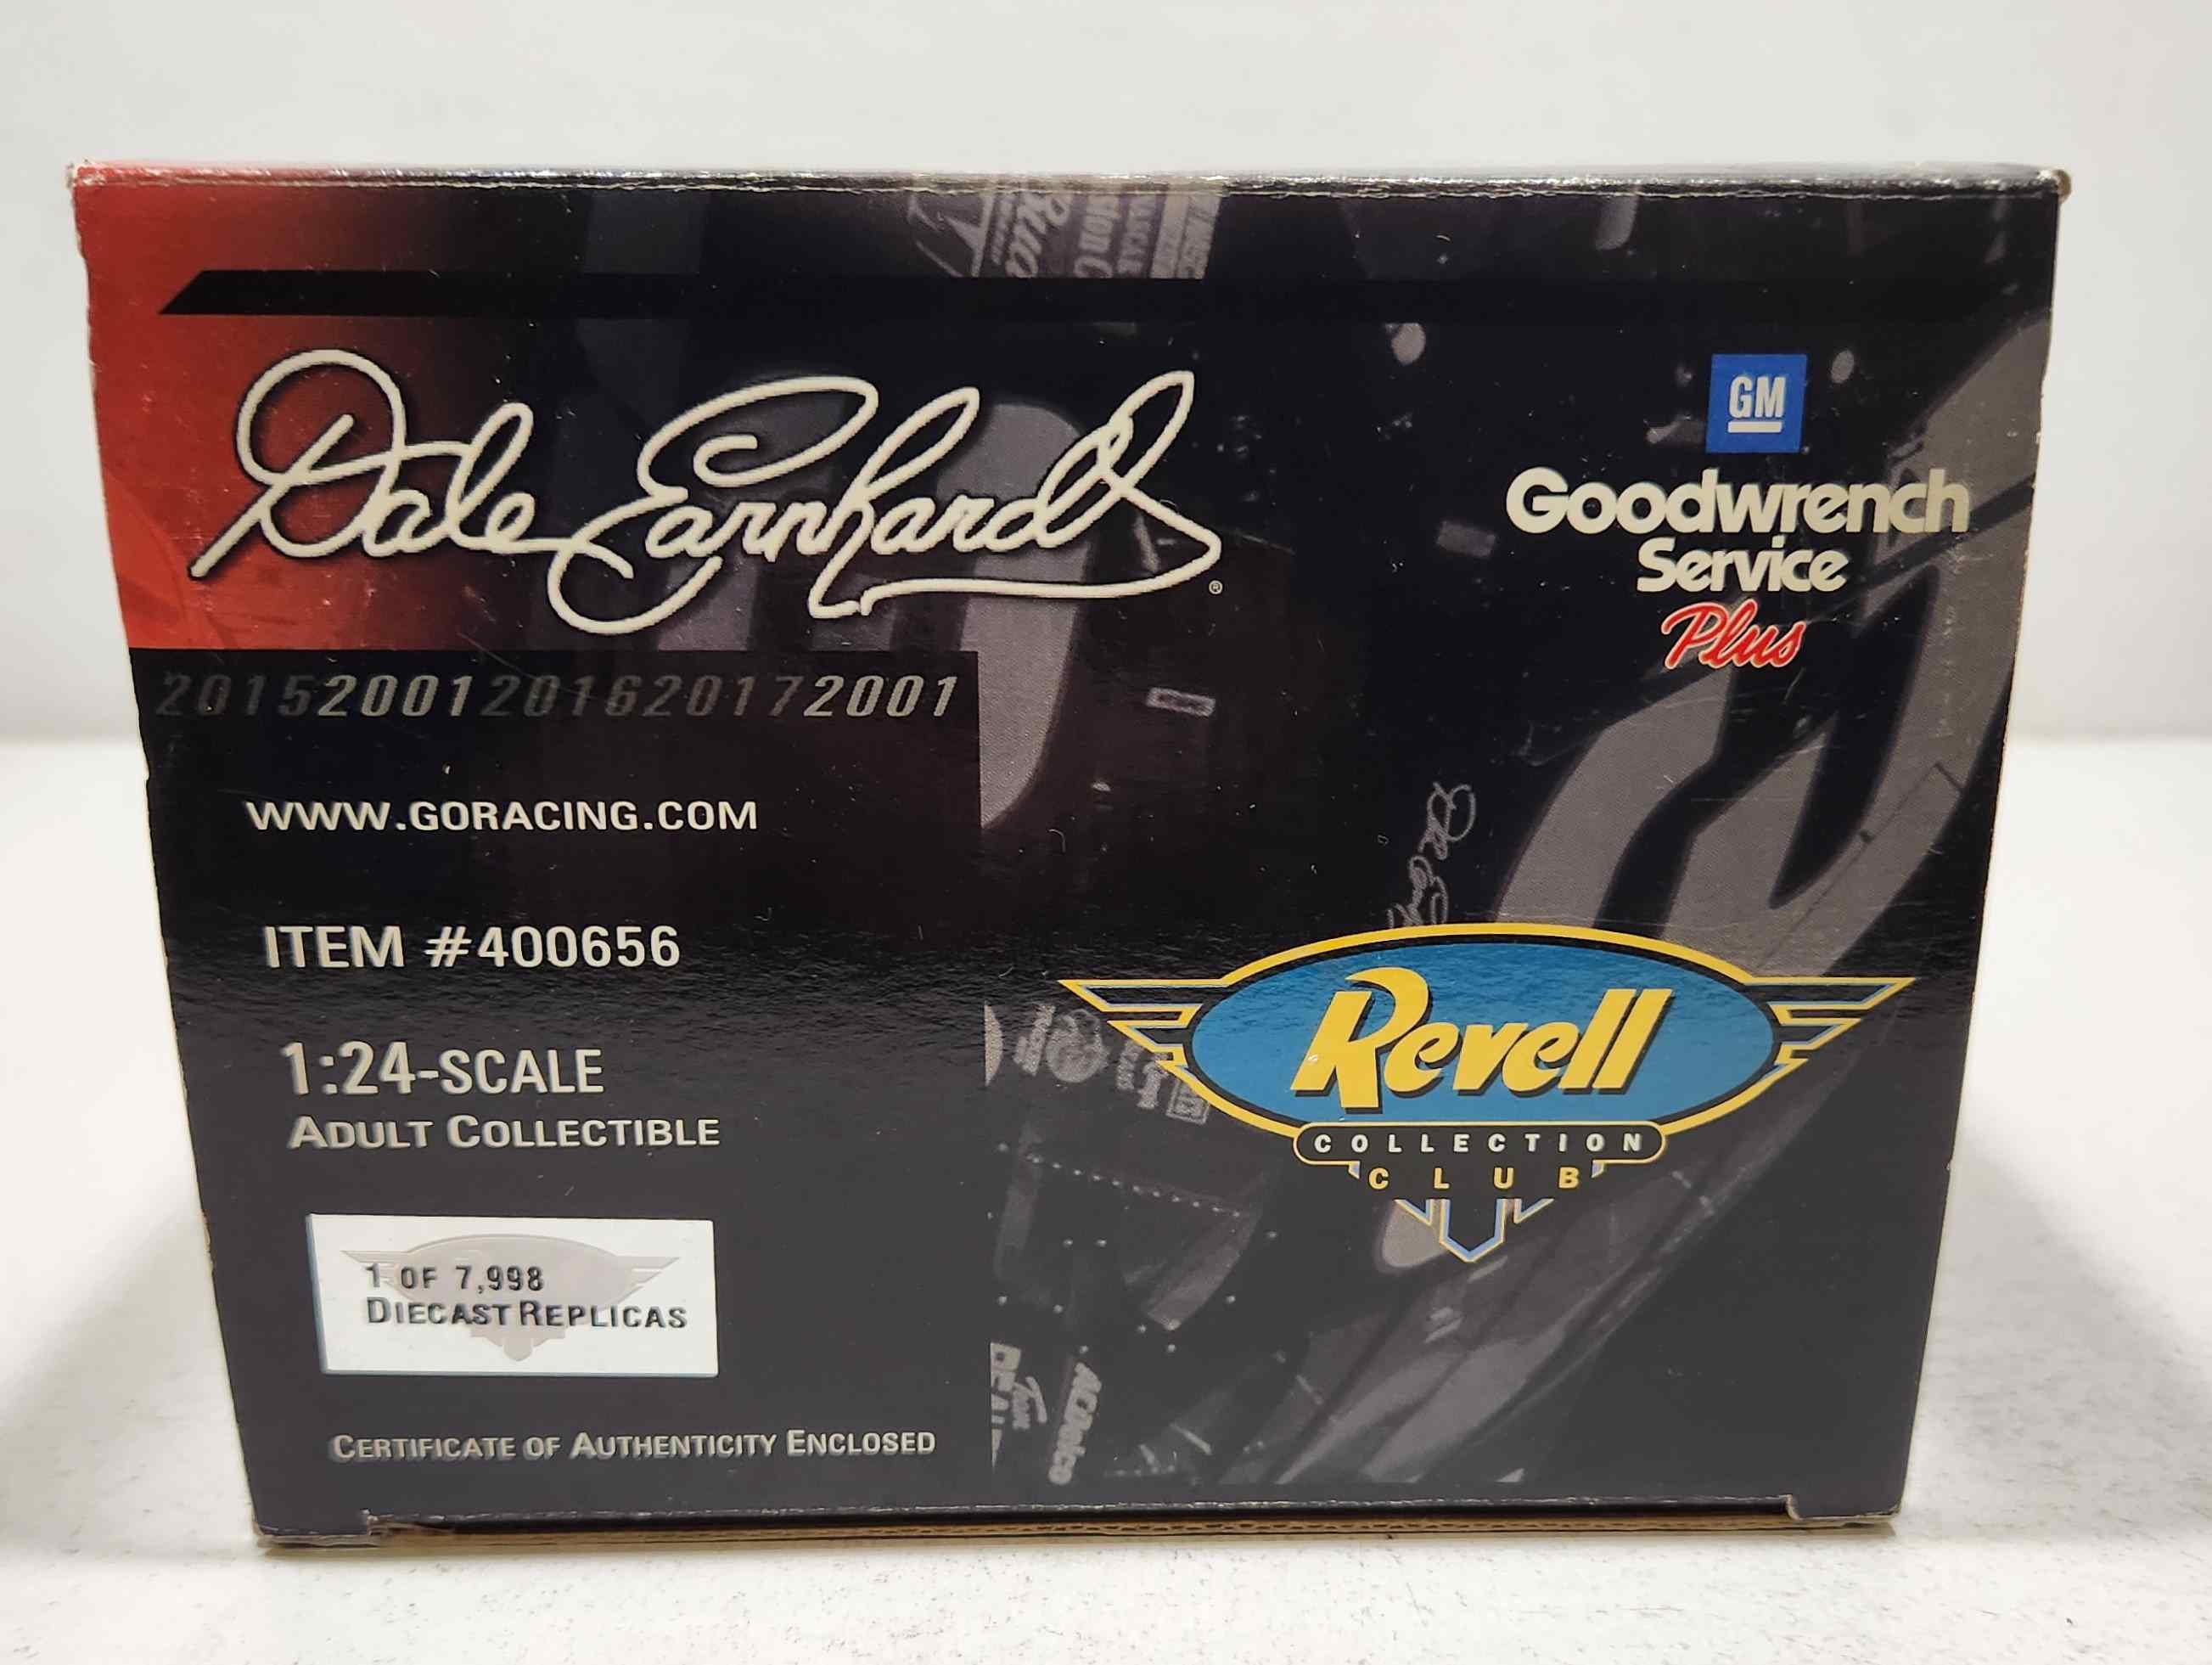 Dale Earnhardt
®
GM
Goodwrench
Service
Plus
20152001201620172001
WWW.GORACING.COM
ITEM #400656
1:24-SCALE
ADULT COLLECTIBLE
Revell
COLLECTION
CLUB
1 OF 7,998
DIECAST REPLICAS
ACDelco
CERTIFICATE OF AUTHENTICITY ENCLOSED